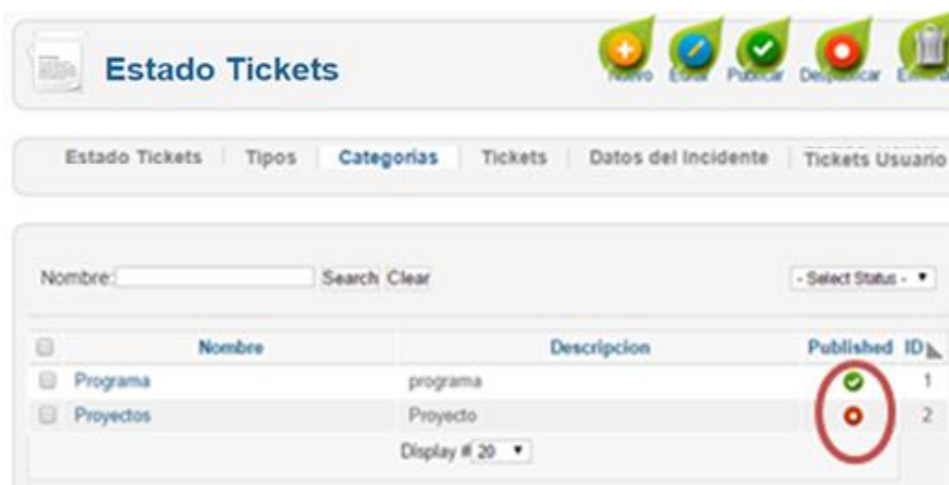 Estado Tickets
Nuevo Editar Publicar Despublicar
Estado Tickets Tipos Categorías Tickets Datos del Incidente Tickets Usuario
Nombre: Search Clear - Select Status -
Nombre Descripcion Published ID
Programa programa 1
Proyectos Proyecto 2
Display # 20